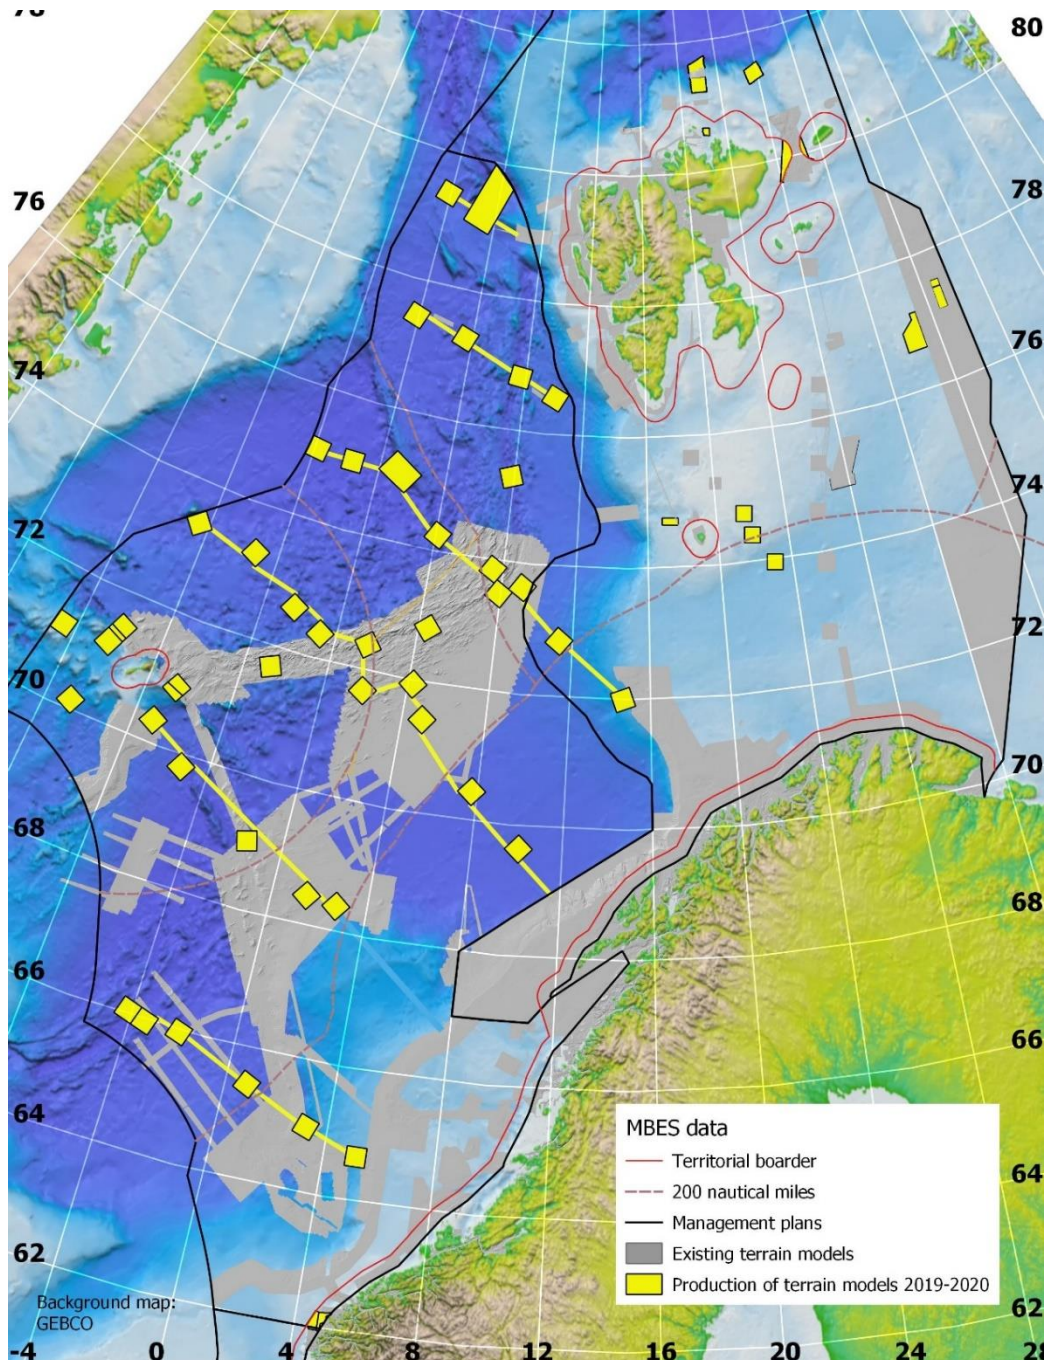 78
80
76
78
74
76
72
74
70
72
68
70
66
68
64
66
62
64
62
MBES data
Territorial boarder
200 nautical miles
Management plans
Existing terrain models
Production of terrain models 2019-2020
Background map:
GEBCO
-4 0 4 8 12 16 20 24 28